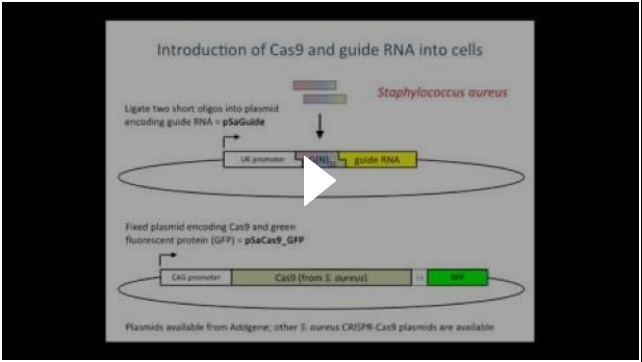 Introduction of Cas9 and guide RNA into cells
Staphylococcus aureus
Ligate two short oligos into plasmid
encoding guide RNA = pSaGuide
promoter
guide RNA
Fixed plasmid encoding Cas9 and green
fluorescent protein (GFP) = pSaCas9_GFP
CAG promoter
Cas9 (from S. aureus)
GFP
Plasmids available from Addgene; other S. aureus CRISPR-Cas9 plasmids are available